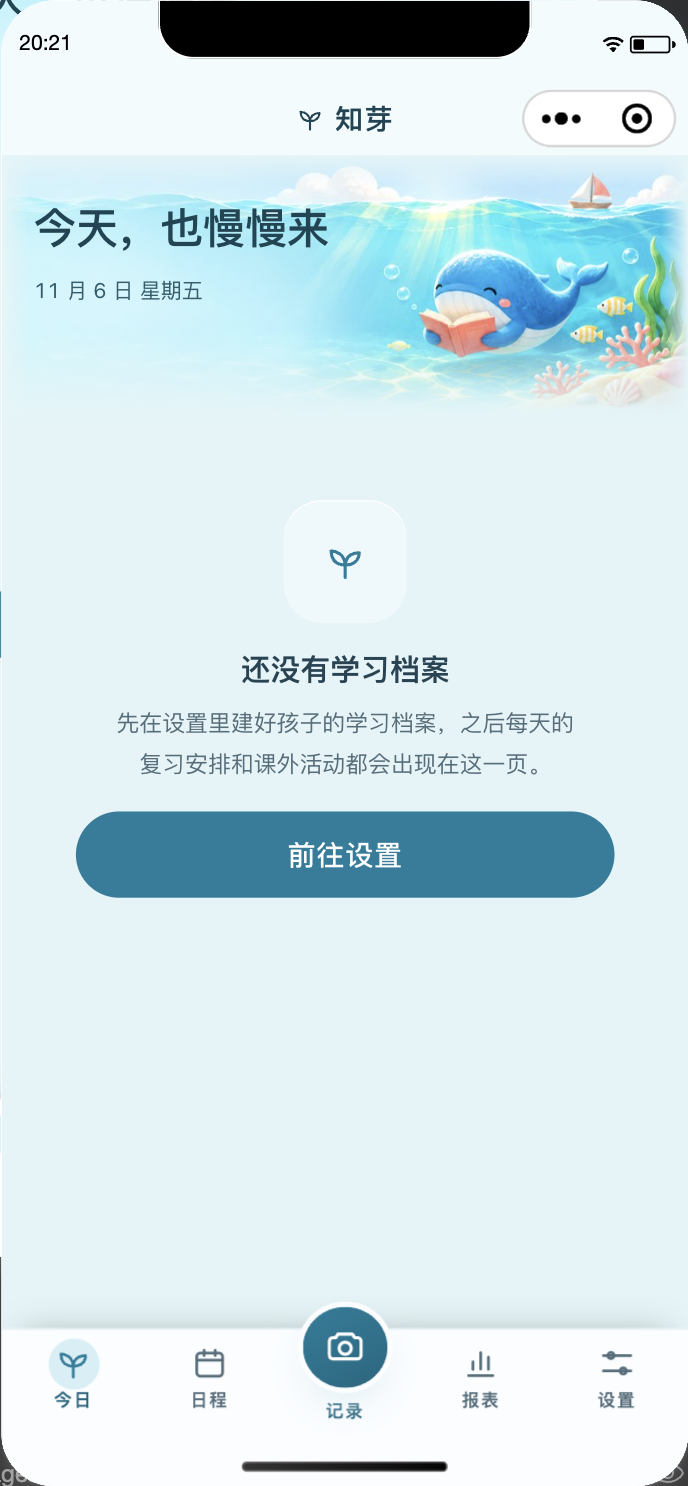 20:21
知芽
今天，也慢慢来
11 月 6 日 星期五
还没有学习档案
先在设置里建好孩子的学习档案，之后每天的
复习安排和课外活动都会出现在这一页。
前往设置
今日
日程
记录
报表
设置